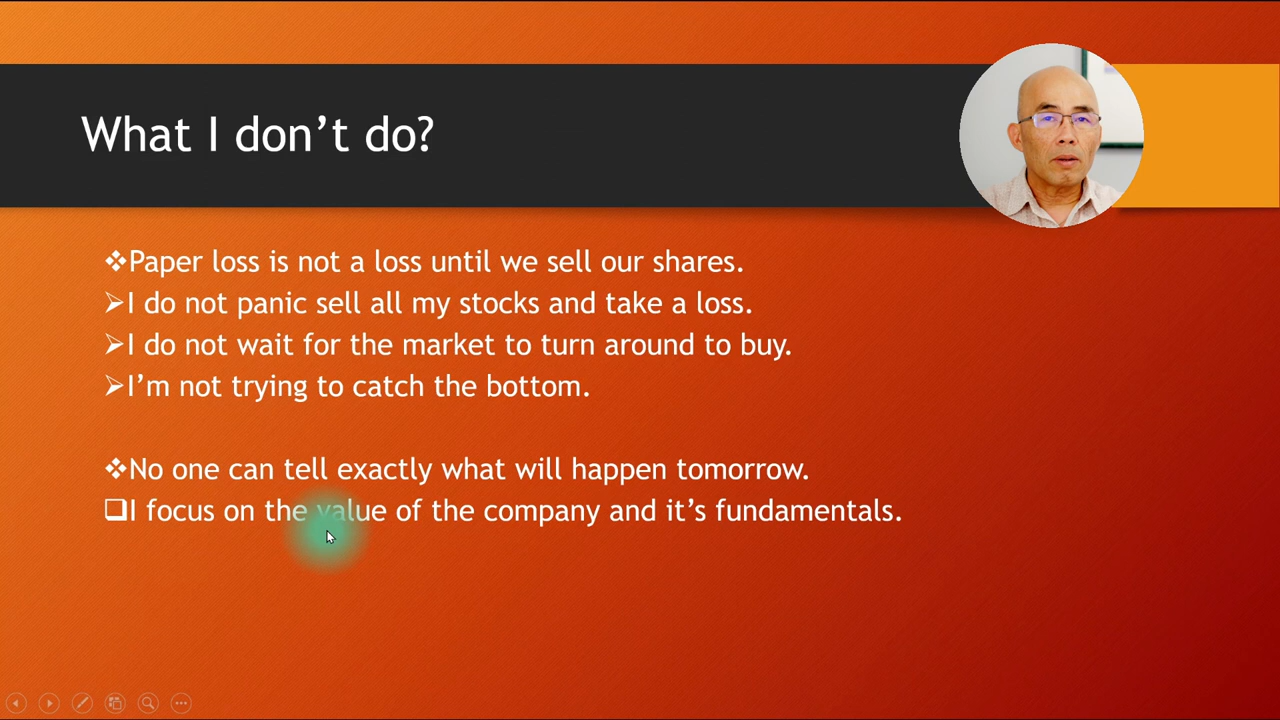 What I don’t do?
❖Paper loss is not a loss until we sell our shares.
➢I do not panic sell all my stocks and take a loss.
➢I do not wait for the market to turn around to buy.
➢I’m not trying to catch the bottom.
❖No one can tell exactly what will happen tomorrow.
❑I focus on the value of the company and it’s fundamentals.